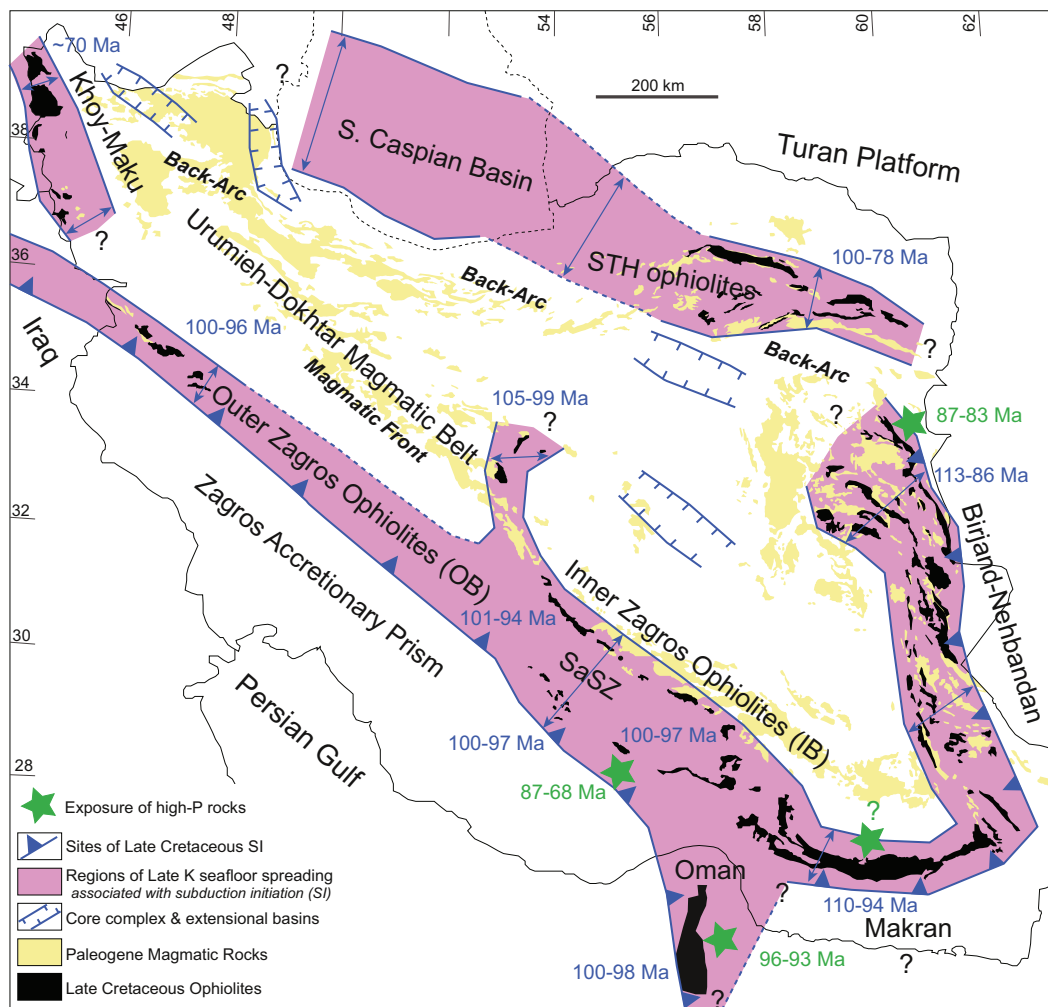 46
48
54
56
58
60
62
~70 Ma
?
200 km
38
Khoy-Maku
S. Caspian Basin
Turan Platform
Back-Arc
?
36
Urumieh-Dokhtar Magmatic Belt
Back-Arc
STH ophiolites
100-78 Ma
Iraq
100-96 Ma
?
Back-Arc
34
Magmatic Front
105-99 Ma
?
?
87-83 Ma
Outer Zagros Ophiolites (OB)
113-86 Ma
32
Zagros Accretionary Prism
Birjand-Nehbandan
Inner Zagros Ophiolites (IB)
30
101-94 Ma
SaSZ
Persian Gulf
100-97 Ma
100-97 Ma
28
87-68 Ma
?
Exposure of high-P rocks
Sites of Late Cretaceous SI
Regions of Late K seafloor spreading
associated with subduction initiation (SI)
Core complex & extensional basins
Paleogene Magmatic Rocks
Late Cretaceous Ophiolites
Oman
?
110-94 Ma
Makran
100-98 Ma
96-93 Ma
?
?